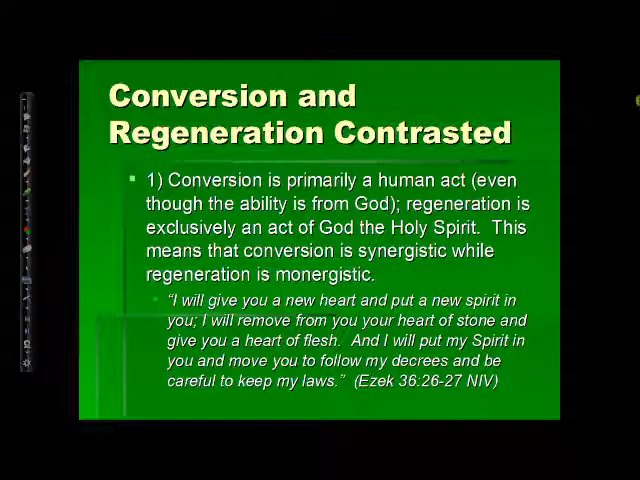 Conversion and
Regeneration Contrasted
1) Conversion is primarily a human act (even
though the ability is from God); regeneration is
exclusively an act of God the Holy Spirit.  This
means that conversion is synergistic while
regeneration is monergistic.
“I will give you a new heart and put a new spirit in
you; I will remove from you your heart of stone and
give you a heart of flesh.  And I will put my Spirit in
you and move you to follow my decrees and be
careful to keep my laws.”  (Ezek 36:26-27 NIV)